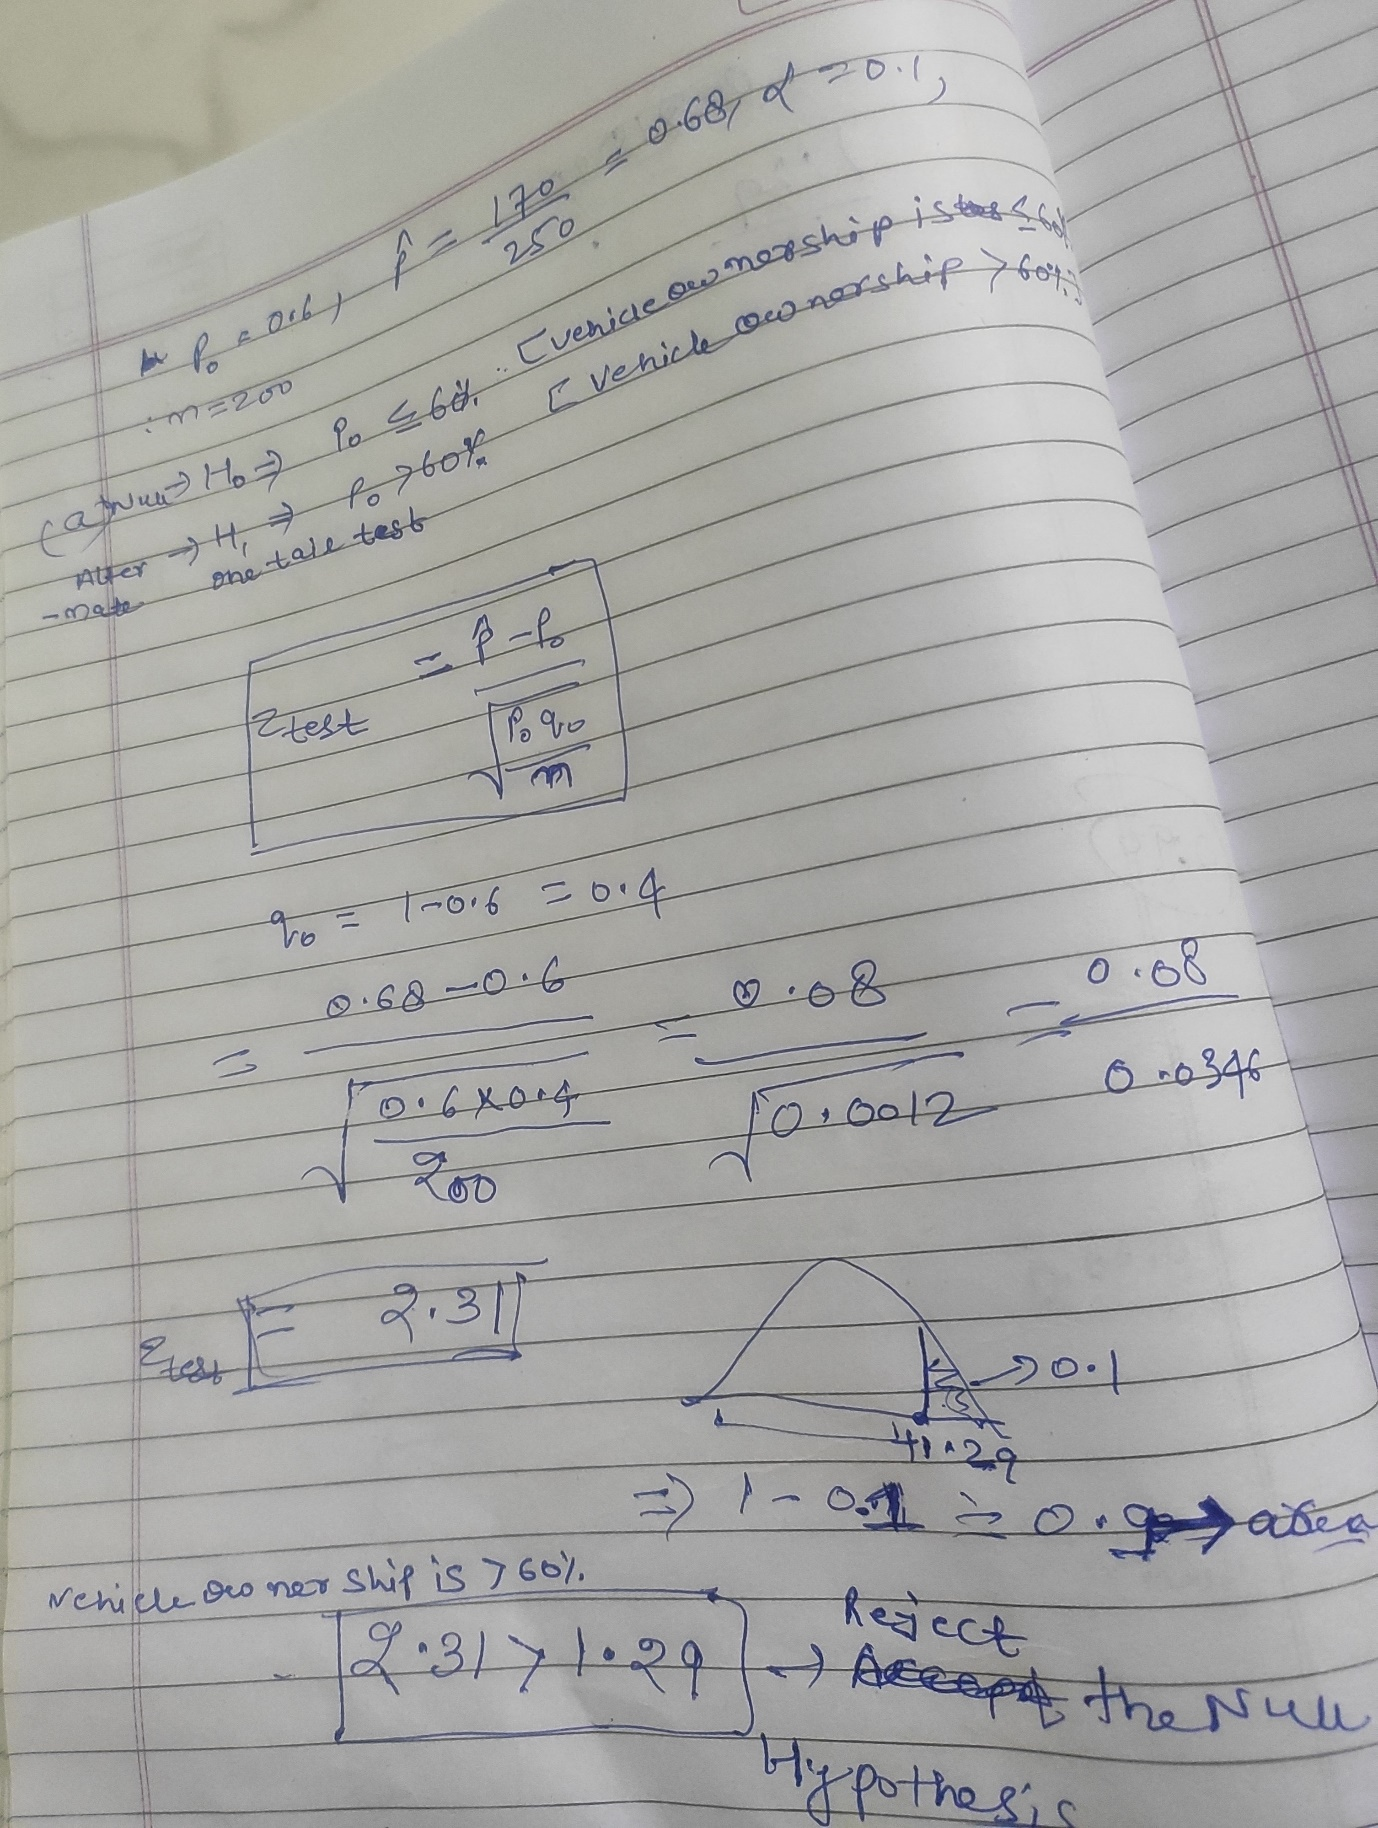 P₀ = 0.6, p̂ = 170/250 = 0.68, α = 0.1,
: n = 200
(a) Null → H₀ ⇒ P₀ ≤ 60%. [Vehicle ownership is ≤ 60%
Alter → H₁ ⇒ P₀ > 60%. [Vehicle ownership > 60%]
-nate one tale test
Ztest = (p̂ - P₀) / √(P₀ q₀ / n)
q₀ = 1-0.6 = 0.4
= (0.68 - 0.6) / √((0.6 × 0.4) / 200) = 0.08 / √0.0012 = 0.08 / 0.0346
Ztest = 2.31
→ 0.1
1.29
⇒ 1 - 0.1 = 0.9 → area
Vehicle ownership is > 60%.
2.31 > 1.29 → Reject
Accept the Null
Hypothesis